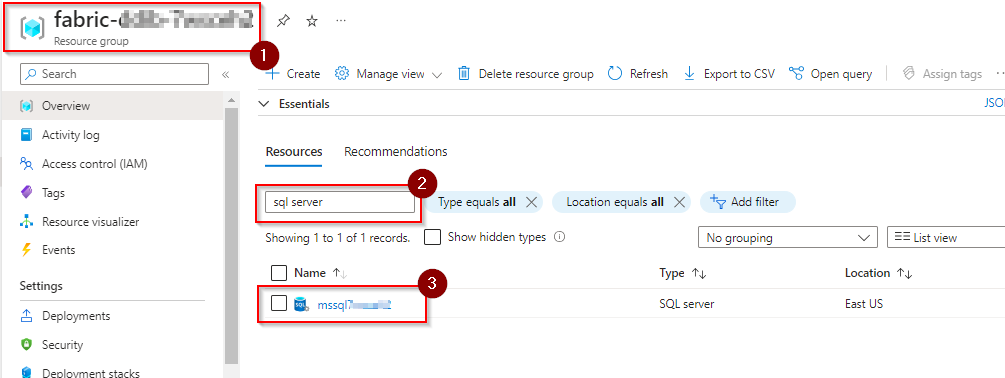 fabric-
Resource group
1
Search
Create
Manage view
Delete resource group
Refresh
Export to CSV
Open query
Assign tags
Overview
Essentials
JSO
Activity log
Access control (IAM)
Resources
Recommendations
Tags
2
sql server
Type equals all
Location equals all
Add filter
Resource visualizer
Showing 1 to 1 of 1 records.
Show hidden types
No grouping
List view
Events
Name
Type
Location
Settings
3
mssql
SQL server
East US
Deployments
Security
Deployment stacks